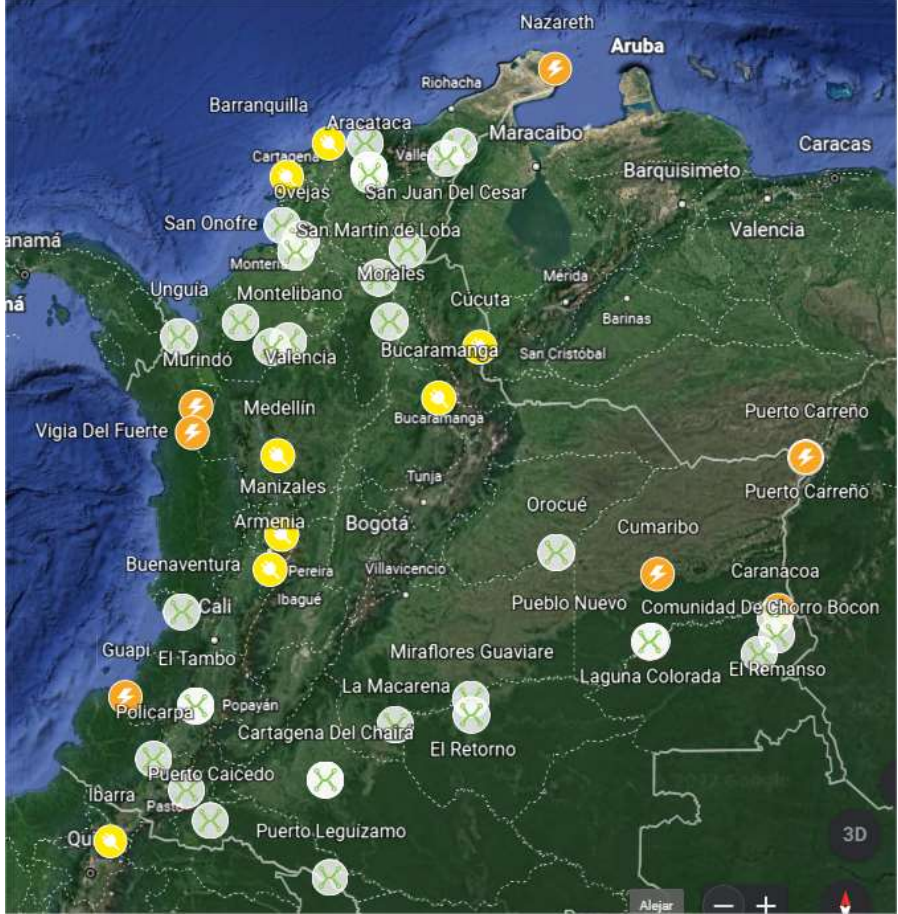 Nazareth
Aruba
Riohacha
Barranquilla
Aracataca
Maracaibo
Caracas
Cartagena
Valle
Barquisimeto
Ovejas
San Juan Del Cesar
San Onofre
San Martín de Loba
Valencia
anamá
Montería
Morales
Mérida
Unguía
Montelibano
Cúcuta
má
Barinas
Murindó
Valencia
Bucaramanga
San Cristóbal
Medellín
Bucaramanga
Puerto Carreño
Vigia Del Fuerte
Tunja
Manizales
Puerto Carreño
Orocué
Armenia
Bogotá
Cumaribo
Buenaventura
Pereira
Villavicencio
Caranacoa
Ibagué
Cali
Pueblo Nuevo
Comunidad De Chorro Bocon
Guapi
El Tambo
Miraflores Guaviare
El Remanso
La Macarena
Laguna Colorada
Policarpa
Popayán
Cartagena Del Chairá
El Retorno
Puerto Caicedo
Ibarra
Pasto
Puerto Leguizamo
Qui
3D
Alejar